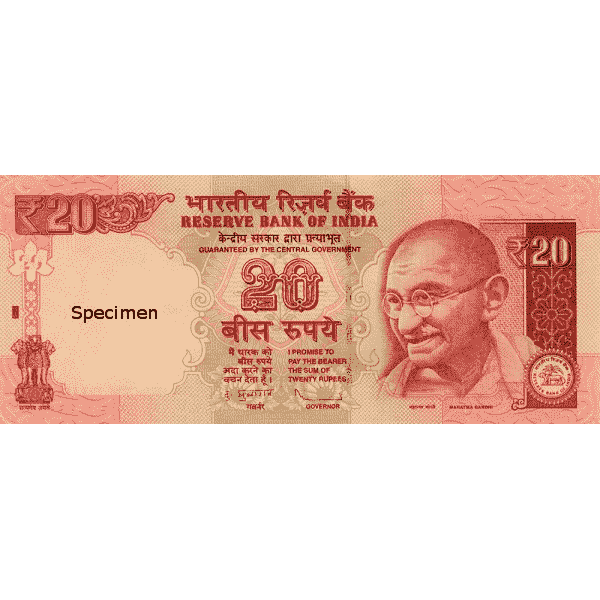 ₹20
भारतीय रिज़र्व बैंक
RESERVE BANK OF INDIA
केन्द्रीय सरकार द्वारा प्रत्याभूत
GUARANTEED BY THE CENTRAL GOVERNMENT
₹20
20
Specimen
बीस रुपये
मैं धारक को
बीस रुपये
अदा करने का
वचन देता हूँ।
I PROMISE TO
PAY THE BEARER
THE SUM OF
TWENTY RUPEES
गवर्नर
GOVERNOR
सत्यमेव जयते
महात्मा गांधी
MAHATMA GANDHI